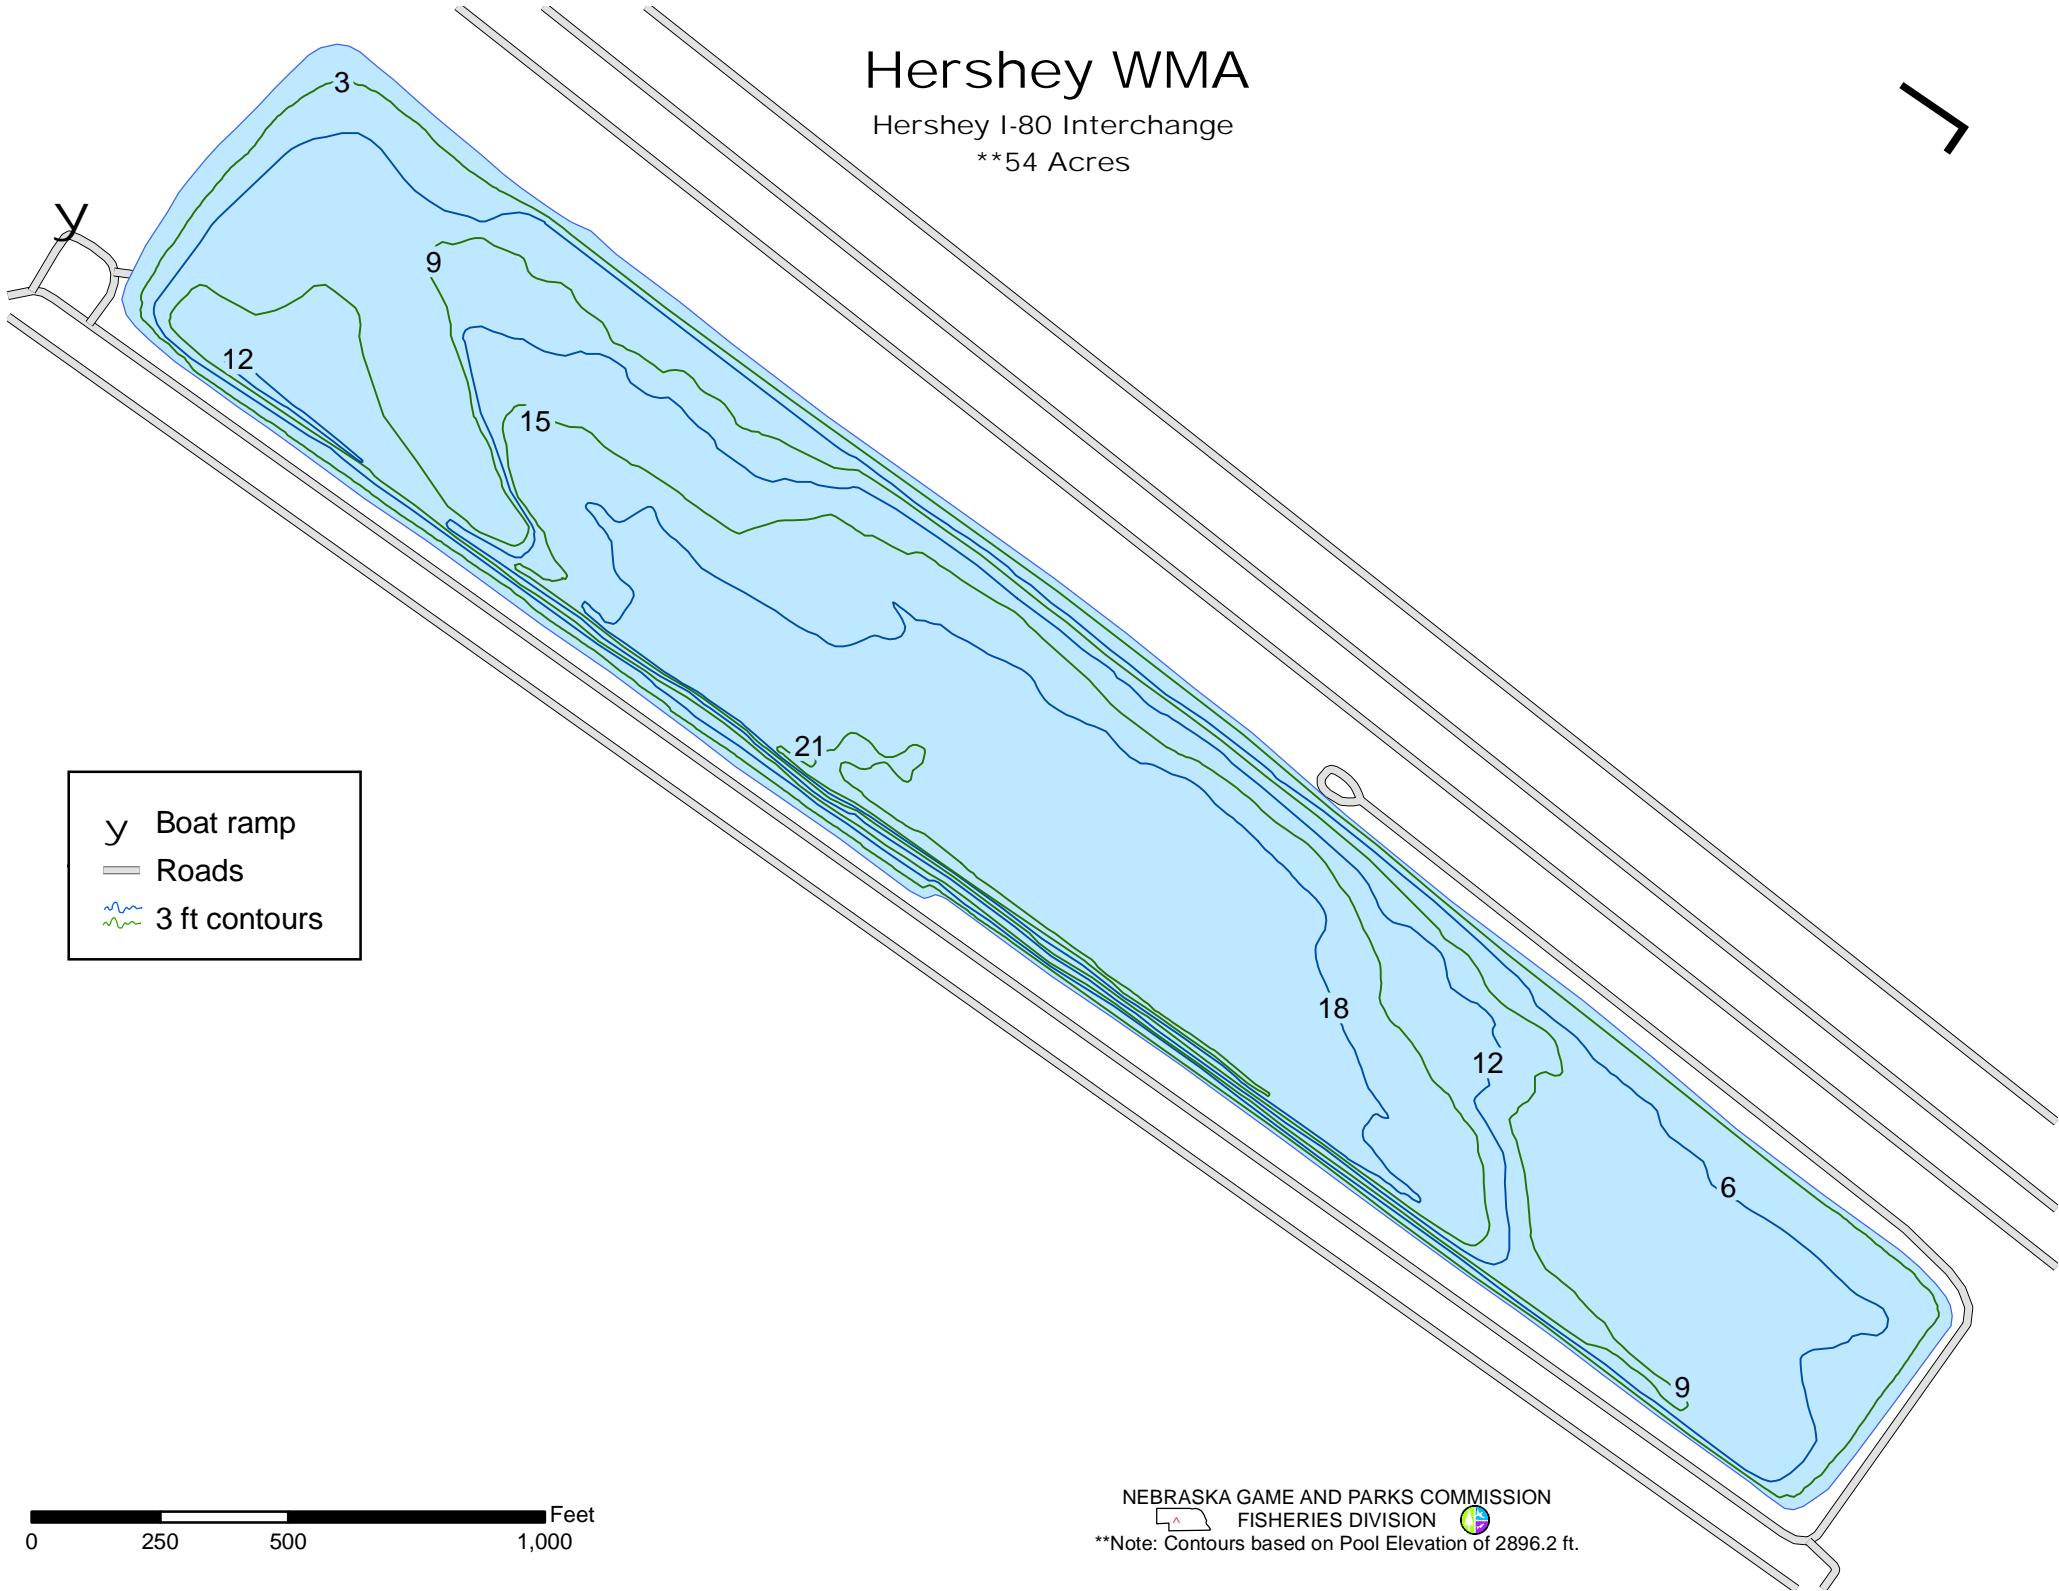 Hershey WMA
Hershey I-80 Interchange
**54 Acres
3
y
9
12
15
21
18
12
6
9
y Boat ramp
Roads
3 ft contours
Feet
0 250 500 1,000
NEBRASKA GAME AND PARKS COMMISSION
FISHERIES DIVISION
**Note: Contours based on Pool Elevation of 2896.2 ft.